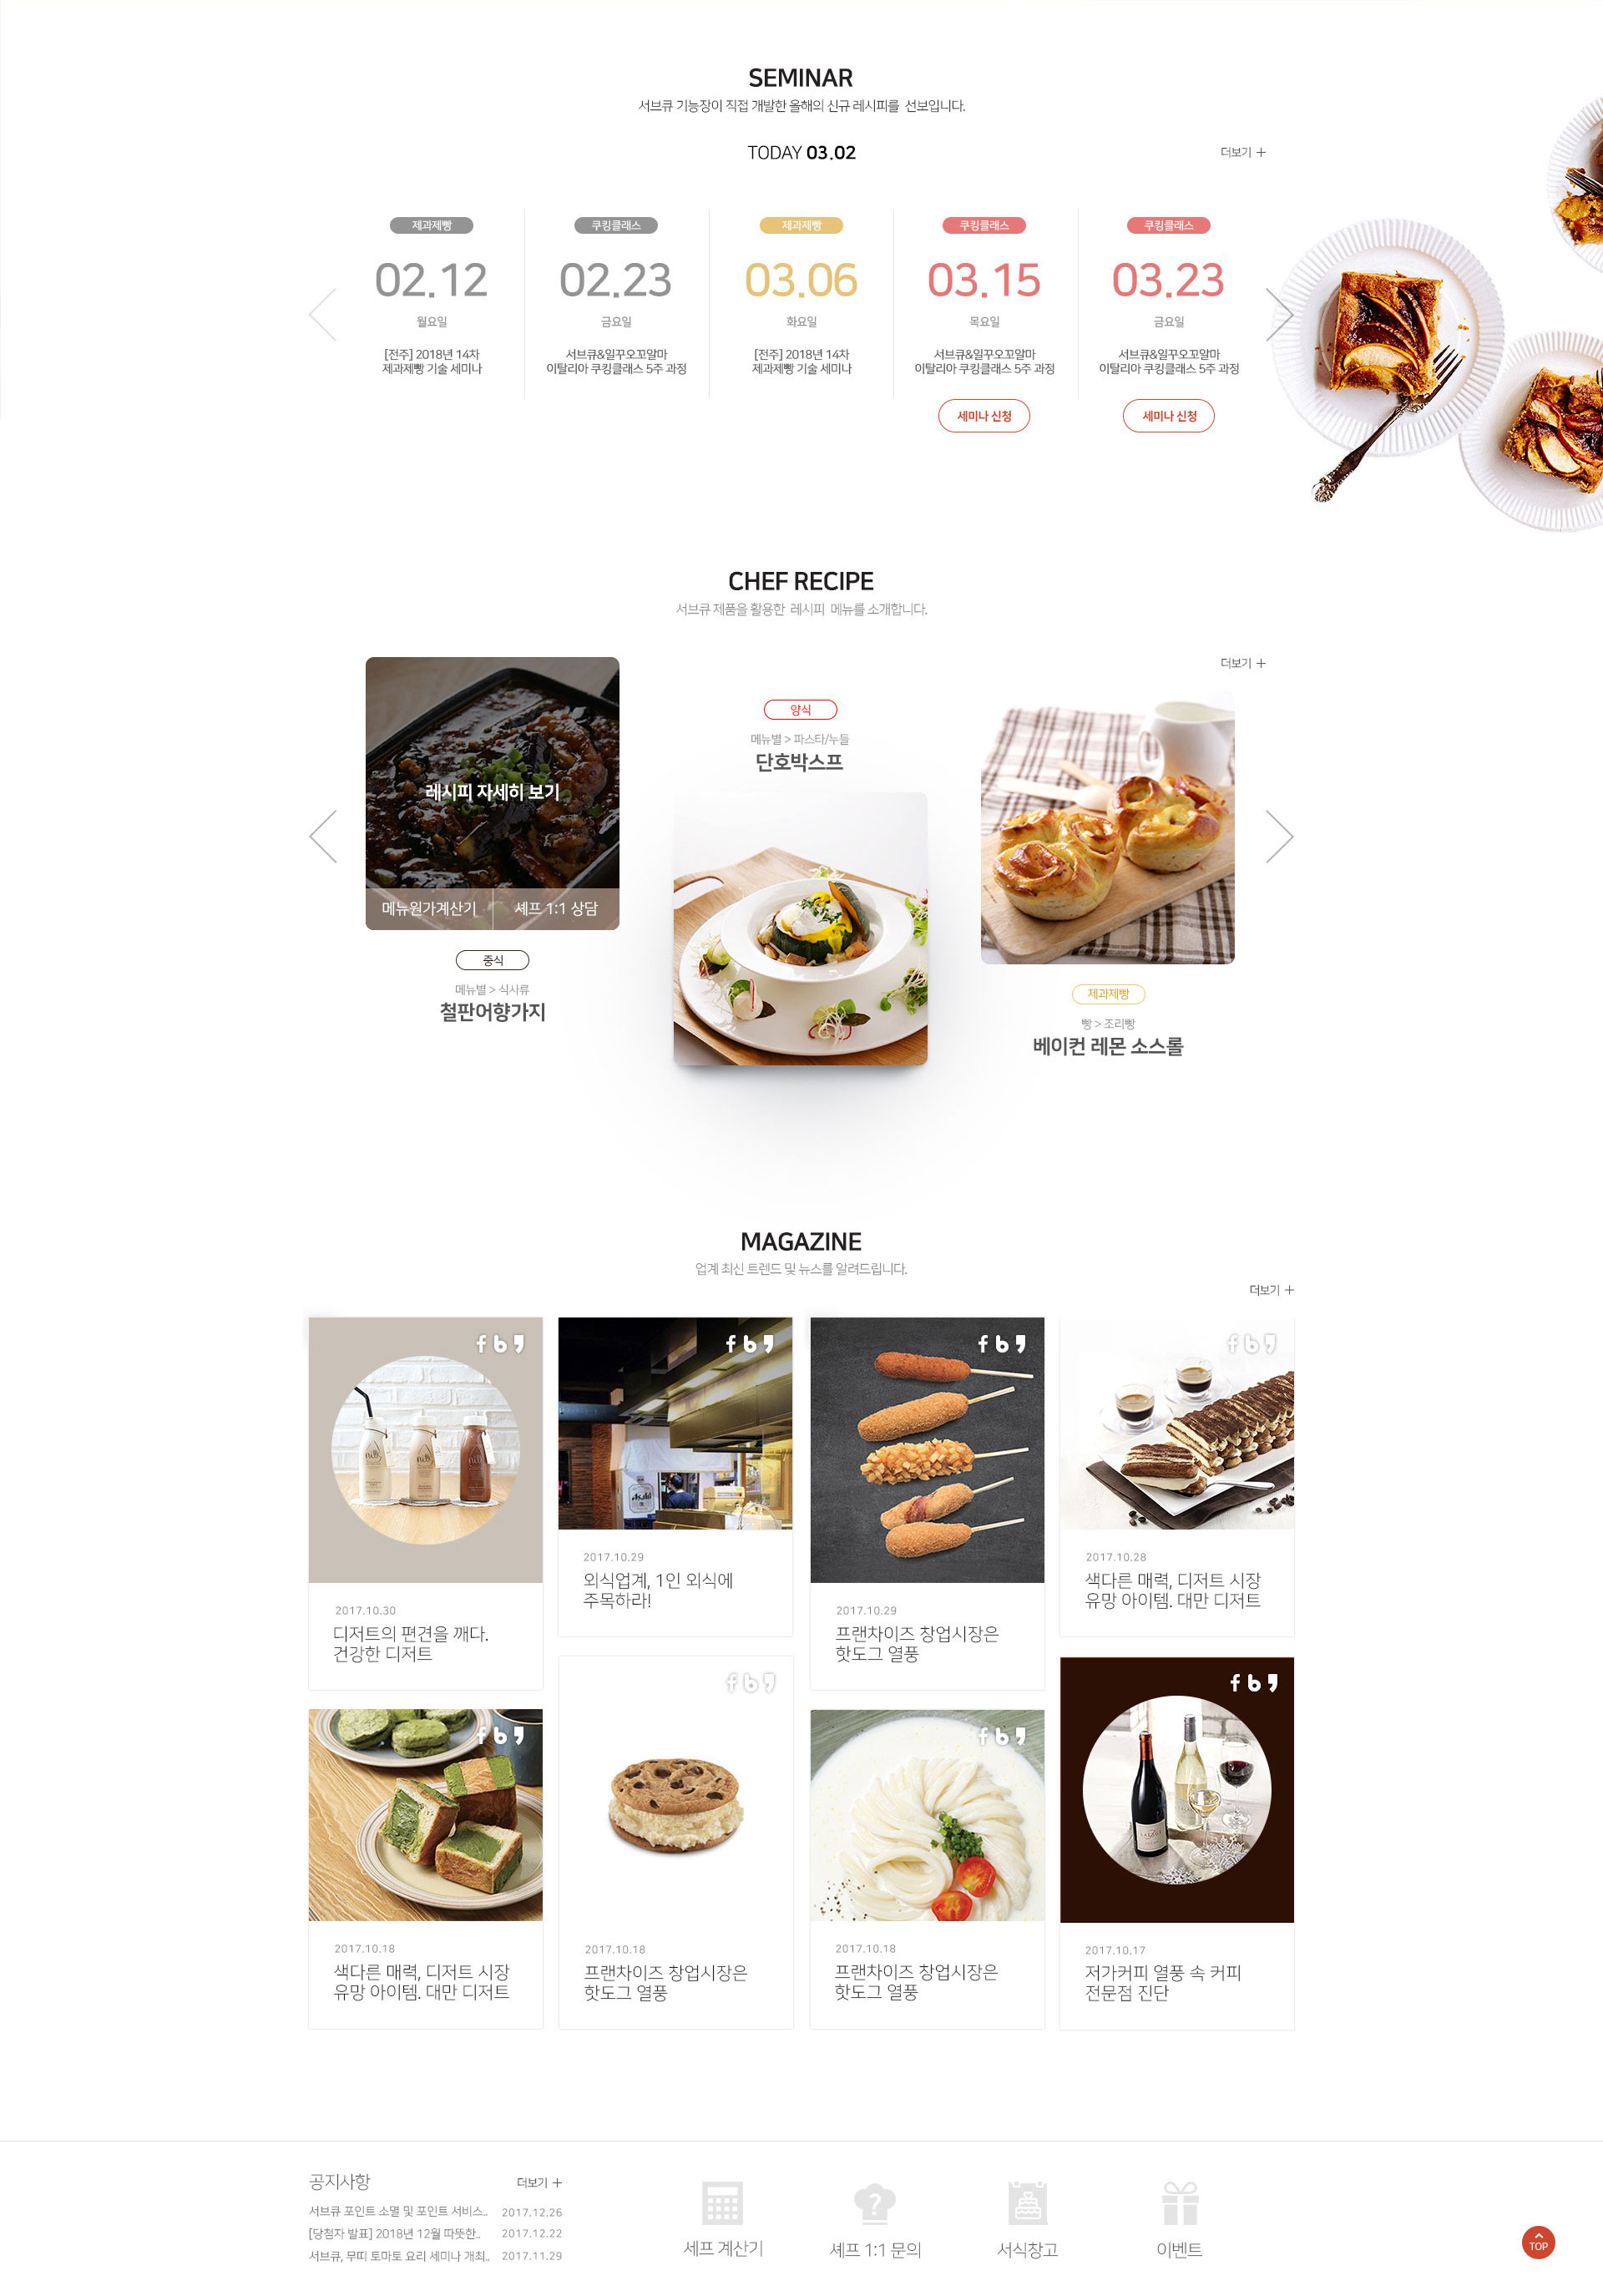 SEMINAR
서브큐 기능장이 직접 개발한 올해의 신규 레시피를 선보입니다.
TODAY 03.02
더보기 +
제과제빵
02.12
월요일
[전주] 2018년 14차
제과제빵 기술 세미나
쿠킹클래스
02.23
금요일
서브큐&일꾸오꼬알마
이탈리아 쿠킹클래스 5주 과정
제과제빵
03.06
화요일
[전주] 2018년 14차
제과제빵 기술 세미나
쿠킹클래스
03.15
목요일
서브큐&일꾸오꼬알마
이탈리아 쿠킹클래스 5주 과정
세미나 신청
쿠킹클래스
03.23
금요일
서브큐&일꾸오꼬알마
이탈리아 쿠킹클래스 5주 과정
세미나 신청
CHEF RECIPE
서브큐 제품을 활용한 레시피 메뉴를 소개합니다.
더보기 +
레시피 자세히 보기
메뉴원가계산기
셰프 1:1 상담
중식
메뉴별 > 식사류
철판어향가지
양식
메뉴별 > 파스타/누들
단호박스프
제과제빵
빵 > 조리빵
베이컨 레몬 소스롤
MAGAZINE
업계 최신 트렌드 및 뉴스를 알려드립니다.
더보기 +
f b
2017.10.30
디저트의 편견을 깨다.
건강한 디저트
f b
Asahi
2017.10.29
외식업계, 1인 외식에
주목하라!
f b
2017.10.29
프랜차이즈 창업시장은
핫도그 열풍
f b
2017.10.28
색다른 매력, 디저트 시장
유망 아이템. 대만 디저트
f b
2017.10.18
색다른 매력, 디저트 시장
유망 아이템. 대만 디저트
f b
2017.10.18
프랜차이즈 창업시장은
핫도그 열풍
f b
2017.10.18
프랜차이즈 창업시장은
핫도그 열풍
f b
2017.10.17
저가커피 열풍 속 커피
전문점 진단
공지사항
더보기 +
서브큐 포인트 소멸 및 포인트 서비스.. 2017.12.26
[당첨자 발표] 2018년 12월 따뜻한.. 2017.12.22
서브큐, 무띠 토마토 요리 세미나 개최.. 2017.11.29
세프 계산기
?
셰프 1:1 문의
서식창고
이벤트
TOP